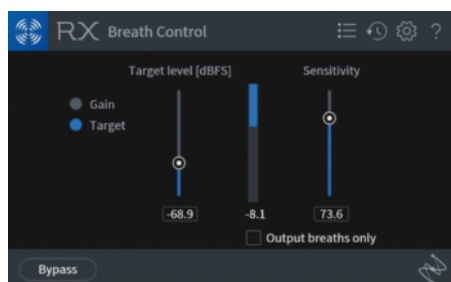 RX Breath Control
?
Target level [dBFS]
Sensitivity
Gain
Target
-68.9
-8.1
73.6
Output breaths only
Bypass